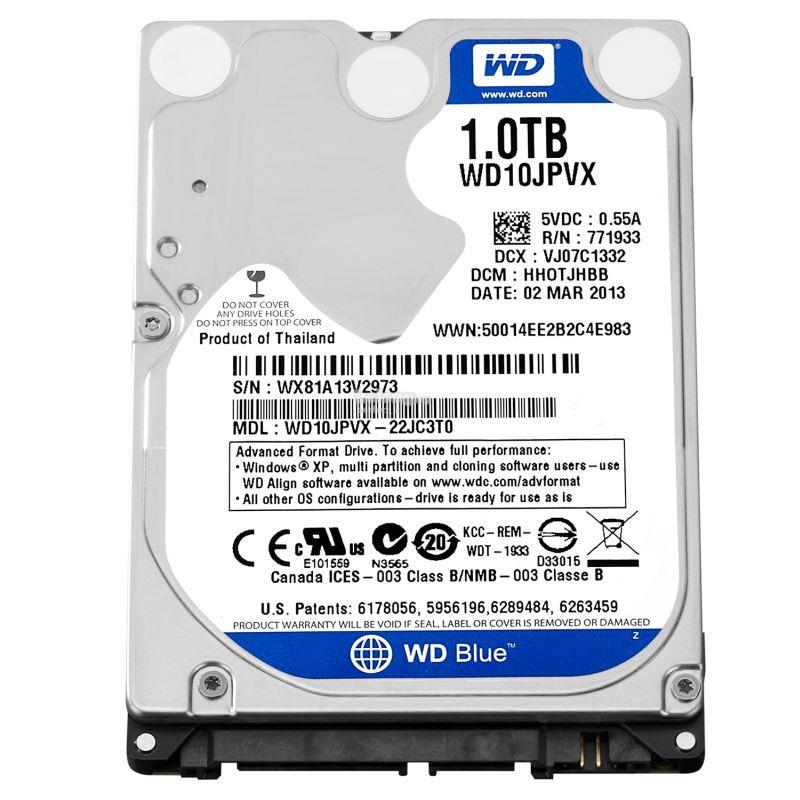 WD®
www.wd.com
1.0TB
WD10JPVX
5VDC : 0.55A
R/N : 771933
DCX : VJ07C1332
DCM : HHOTJHBB
DATE: 02 MAR 2013
DO NOT COVER
ANY DRIVE HOLES
DO NOT PRESS ON TOP COVER
Product of Thailand
WWN:50014EE2B2C4E983
S/N : WX81A13V2973
MDL : WD10JPVX – 22JC3T0
Advanced Format Drive. To achieve full performance:
• Windows® XP, multi partition and cloning software users – use
WD Align software available on www.wdc.com/advformat
• All other OS configurations – drive is ready for use as is
CE c RU us
E101559
N3565
20
KCC – REM –
WDT – 1933
D33015
Canada ICES – 003 Class B/NMB – 003 Classe B
U.S. Patents: 6178056, 5956196,6289484, 6263459
PRODUCT WARRANTY WILL BE VOID IF SEAL, LABEL OR COVER IS REMOVED OR DAMAGED
Z
WD Blue™